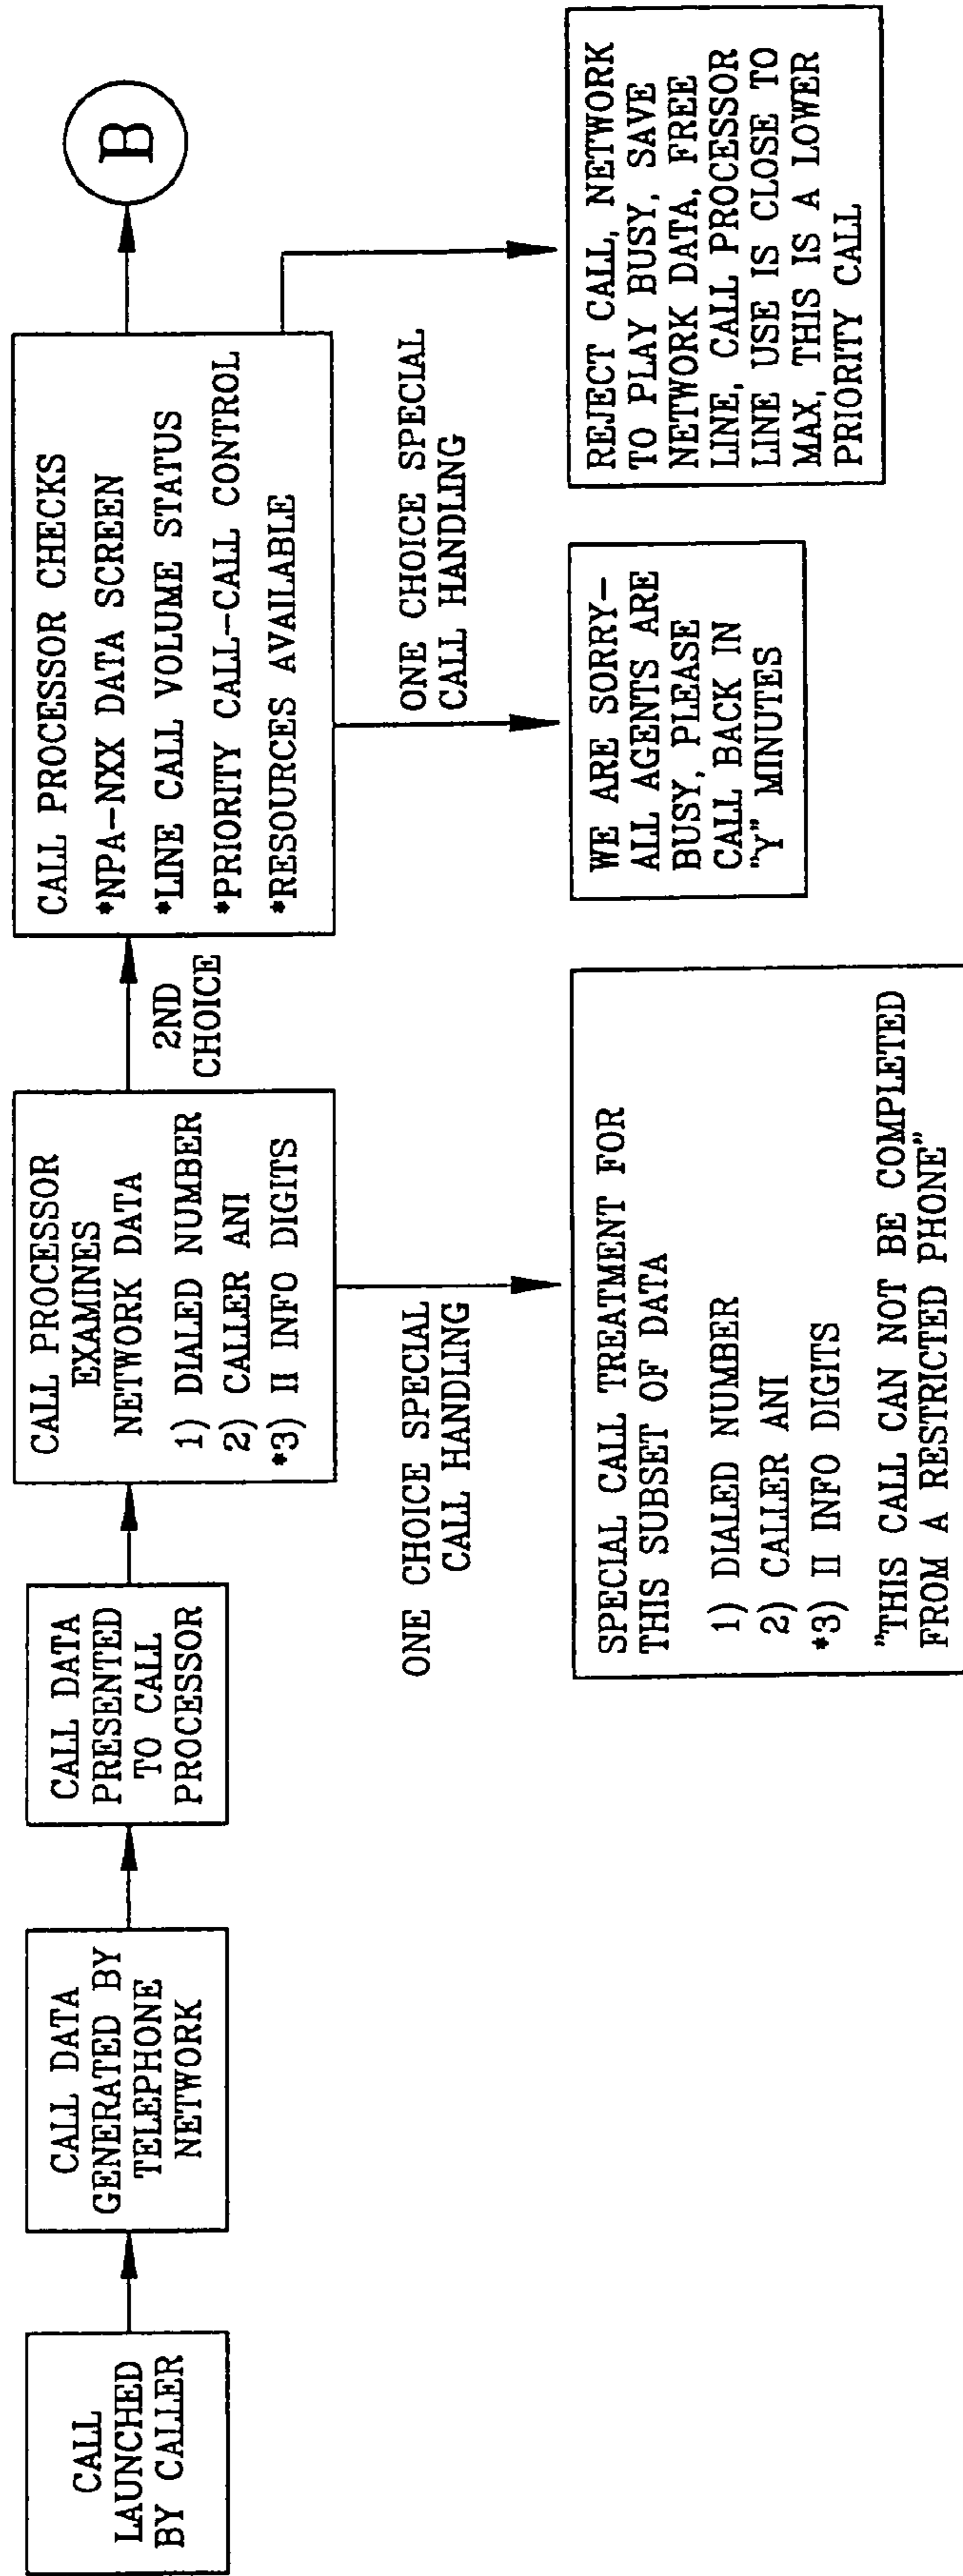 CALL
LAUNCHED
BY CALLER
CALL DATA
GENERATED BY
TELEPHONE
NETWORK
CALL DATA
PRESENTED
TO CALL
PROCESSOR
CALL PROCESSOR
EXAMINES
NETWORK DATA
1) DIALED NUMBER
2) CALLER ANI
*3) II INFO DIGITS
2ND
CHOICE
CALL PROCESSOR CHECKS
*NPA-NXX DATA SCREEN
*LINE CALL VOLUME STATUS
*PRIORITY CALL-CALL CONTROL
*RESOURCES AVAILABLE
B
ONE CHOICE SPECIAL
CALL HANDLING
SPECIAL CALL TREATMENT FOR
THIS SUBSET OF DATA
1) DIALED NUMBER
2) CALLER ANI
*3) II INFO DIGITS
"THIS CALL CAN NOT BE COMPLETED
FROM A RESTRICTED PHONE"
ONE CHOICE SPECIAL
CALL HANDLING
WE ARE SORRY-
ALL AGENTS ARE
BUSY, PLEASE
CALL BACK IN
"Y" MINUTES
REJECT CALL, NETWORK
TO PLAY BUSY, SAVE
NETWORK DATA, FREE
LINE, CALL PROCESSOR
LINE USE IS CLOSE TO
MAX, THIS IS A LOWER
PRIORITY CALL